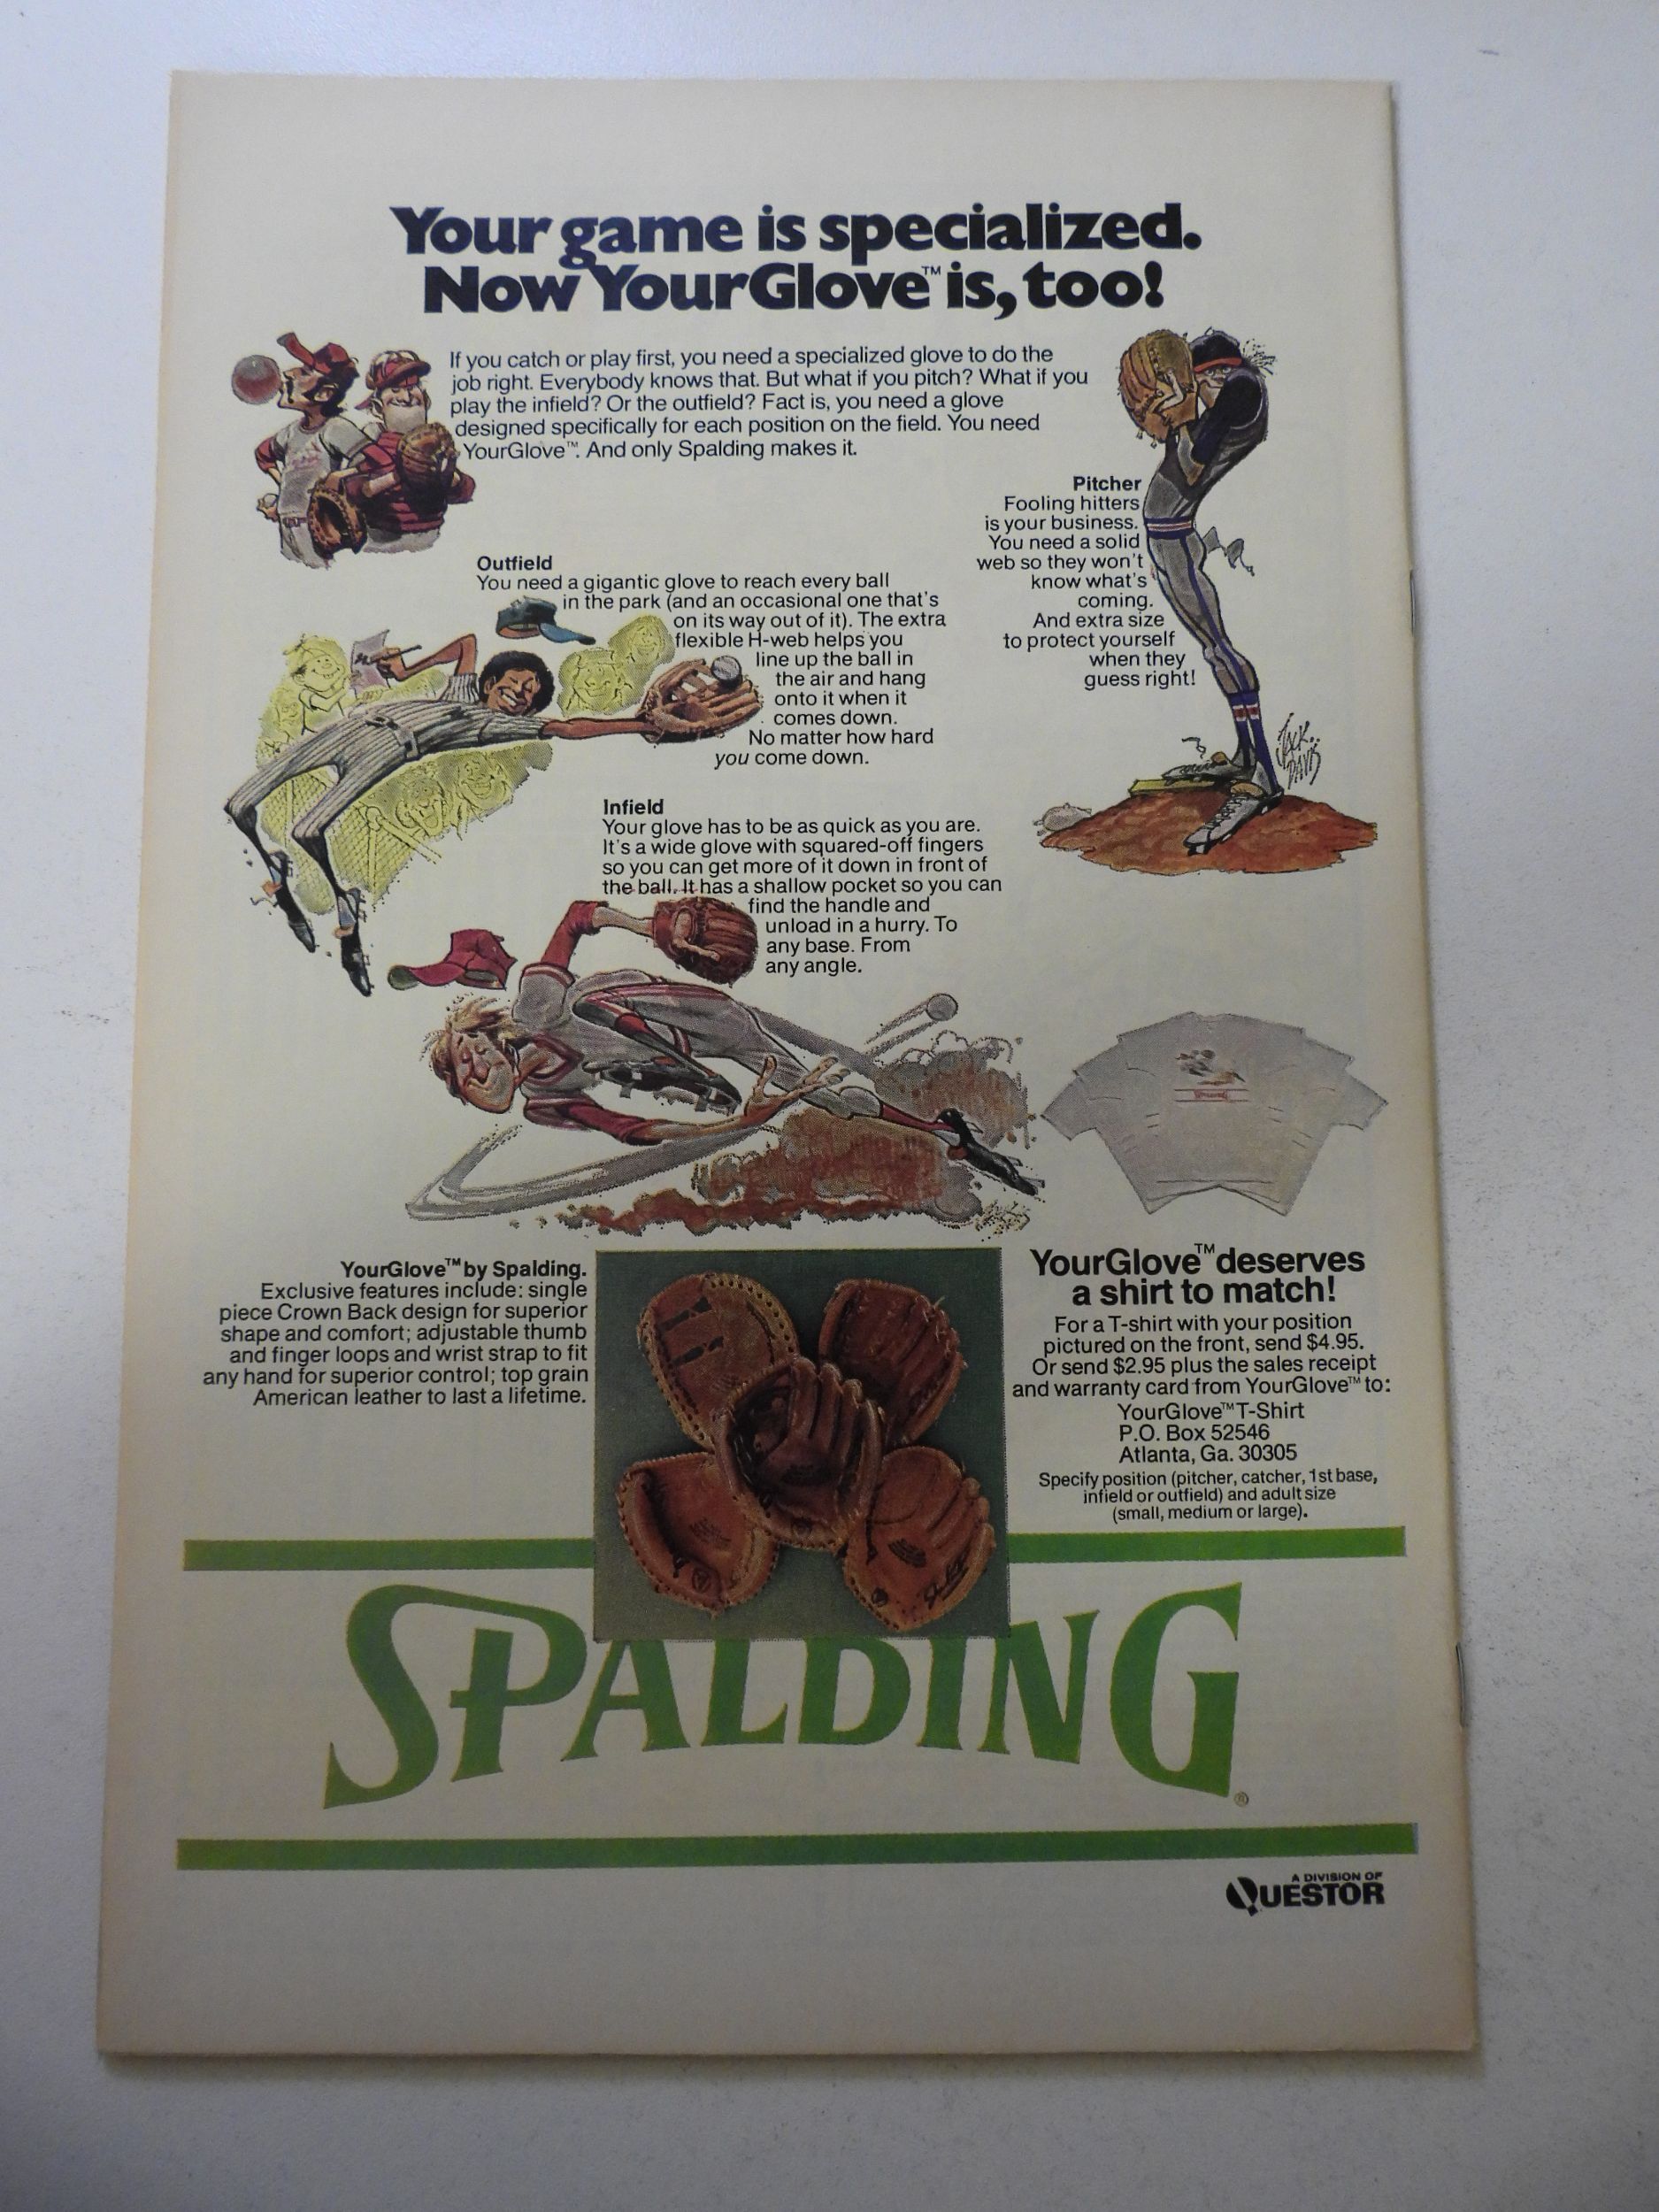 Your game is specialized.
Now YourGlove™ is, too!
If you catch or play first, you need a specialized glove to do the
job right. Everybody knows that. But what if you pitch? What if you
play the infield? Or the outfield? Fact is, you need a glove
designed specifically for each position on the field. You need
YourGlove™. And only Spalding makes it.
Pitcher
Fooling hitters
is your business.
You need a solid
web so they won't
know what's
coming.
And extra size
to protect yourself
when they
guess right!
JACK..
DAVIS
Outfield
You need a gigantic glove to reach every ball
in the park (and an occasional one that's
on its way out of it). The extra
flexible H-web helps you
line up the ball in
the air and hang
onto it when it
comes down.
No matter how hard
you come down.
Infield
Your glove has to be as quick as you are.
It's a wide glove with squared-off fingers
so you can get more of it down in front of
the ball. It has a shallow pocket so you can
find the handle and
unload in a hurry. To
any base. From
any angle.
YourGlove™ by Spalding.
Exclusive features include: single
piece Crown Back design for superior
shape and comfort; adjustable thumb
and finger loops and wrist strap to fit
any hand for superior control; top grain
American leather to last a lifetime.
YourGlove™ deserves
a shirt to match!
For a T-shirt with your position
pictured on the front, send $4.95.
Or send $2.95 plus the sales receipt
and warranty card from YourGlove™ to:
YourGlove™ T-Shirt
P.O. Box 52546
Atlanta, Ga. 30305
Specify position (pitcher, catcher, 1st base,
infield or outfield) and adult size
(small, medium or large).
SPALDING®
A DIVISION OF
QUESTOR